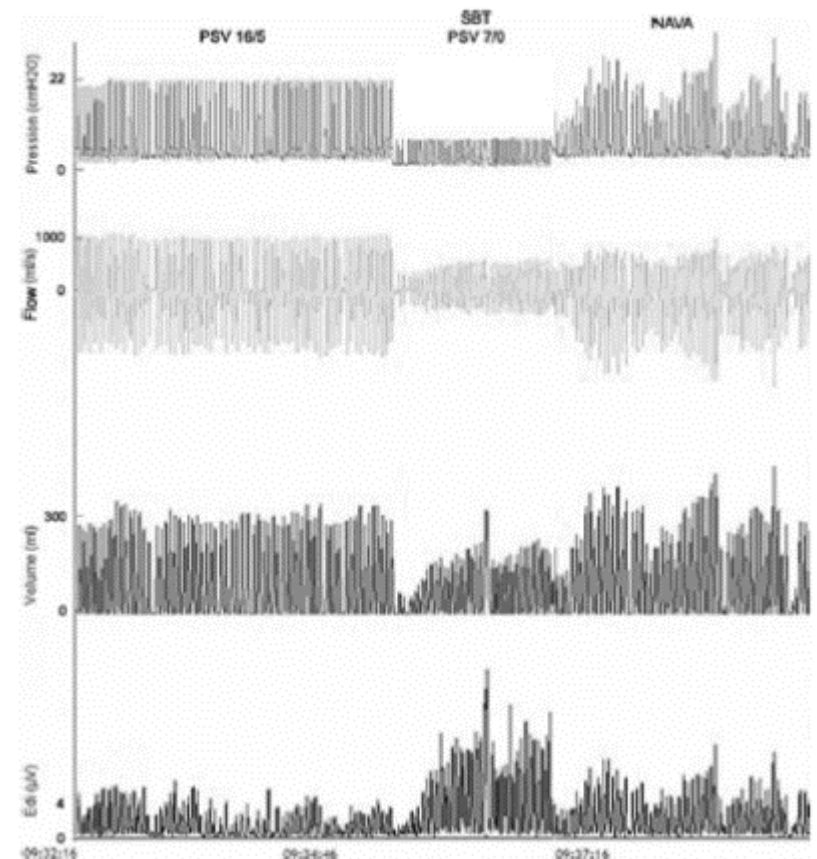 SBT
PSV 16/5
PSV 7/0
NAVA
Pression (cmH2O)
22
0
Flow (ml/s)
1000
0
Volume (ml)
300
0
Edi (µV)
4
0
09:32:16
09:34:46
09:37:16